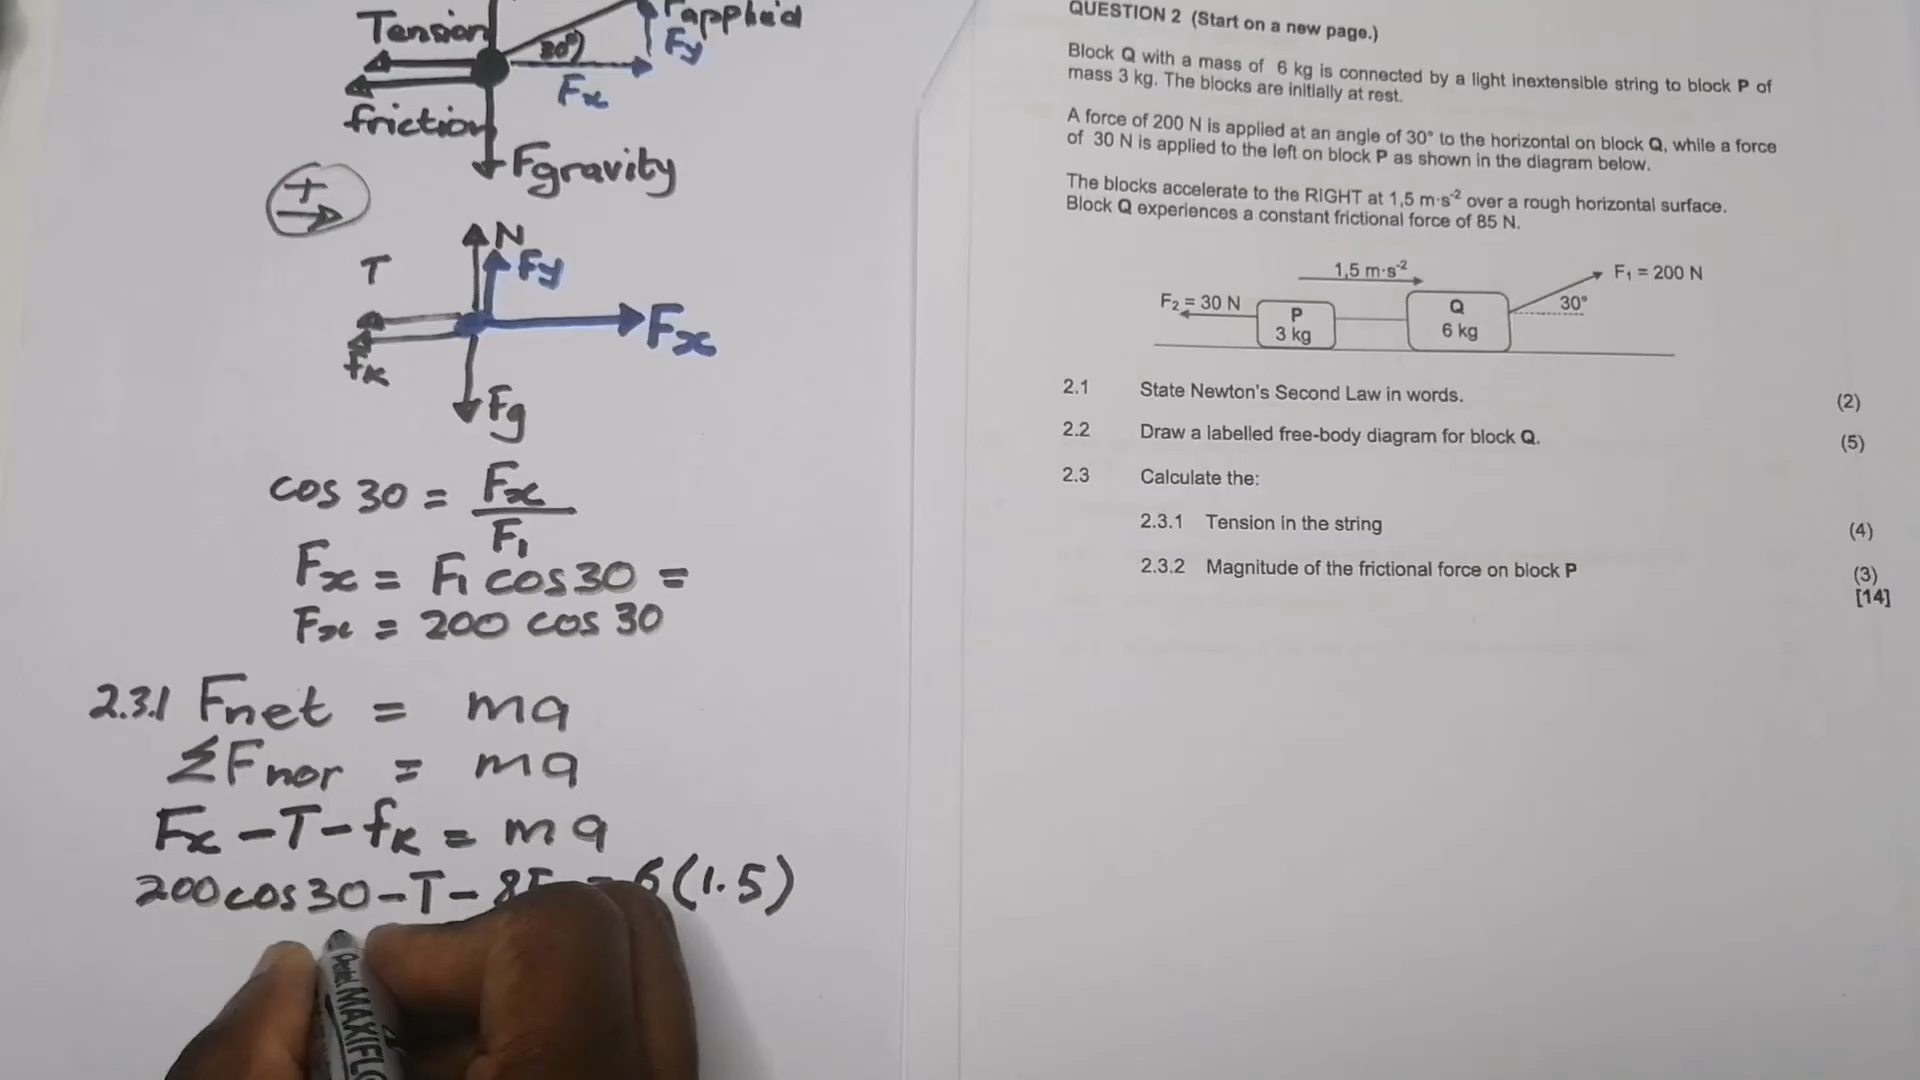 Tension
Fapplied
30°
Fy
Fx
friction
Fgravity
+
N
T
Fy
Fx
fK
Fg
cos 30 = Fx
F1
Fx = F1 cos30 =
Fx = 200 cos 30
2.3.1 Fnet = ma
ΣFhor = ma
Fx - T - fK = ma
200cos30 - T - 85 = 6(1.5)
MAXIFLO
QUESTION 2 (Start on a new page.)
Block Q with a mass of 6 kg is connected by a light inextensible string to block P of
mass 3 kg. The blocks are initially at rest.
A force of 200 N is applied at an angle of 30° to the horizontal on block Q, while a force
of 30 N is applied to the left on block P as shown in the diagram below.
The blocks accelerate to the RIGHT at 1,5 m·s⁻² over a rough horizontal surface.
Block Q experiences a constant frictional force of 85 N.
1,5 m·s⁻²
F₁ = 200 N
F₂ = 30 N
30°
P
3 kg
Q
6 kg
2.1 State Newton's Second Law in words. (2)
2.2 Draw a labelled free-body diagram for block Q. (5)
2.3 Calculate the:
2.3.1 Tension in the string (4)
2.3.2 Magnitude of the frictional force on block P (3)
[14]